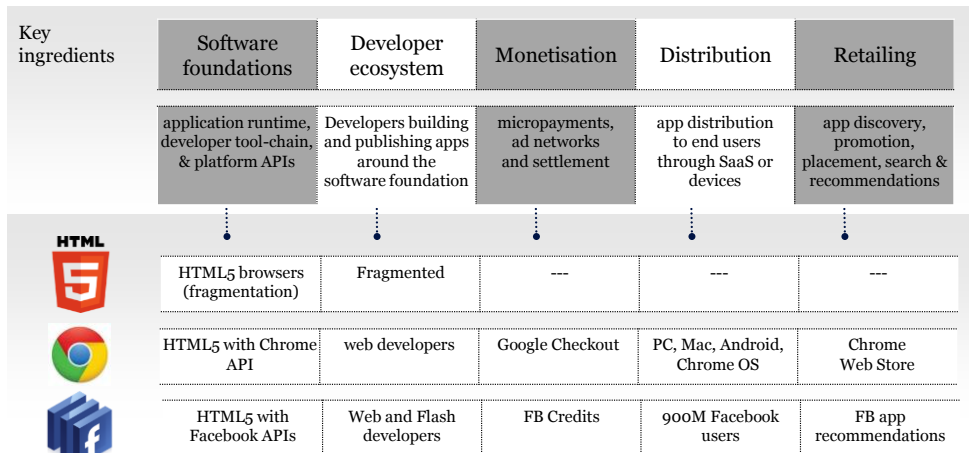 Key
ingredients
Software
foundations
Developer
ecosystem
Monetisation
Distribution
Retailing
application runtime,
developer tool-chain,
& platform APIs
Developers building
and publishing apps
around the
software foundation
micropayments,
ad networks
and settlement
app distribution
to end users
through SaaS or
devices
app discovery,
promotion,
placement, search &
recommendations
HTML
5
HTML5 browsers
(fragmentation)
Fragmented
---
---
---
HTML5 with Chrome
API
web developers
Google Checkout
PC, Mac, Android,
Chrome OS
Chrome
Web Store
f
HTML5 with
Facebook APIs
Web and Flash
developers
FB Credits
900M Facebook
users
FB app
recommendations